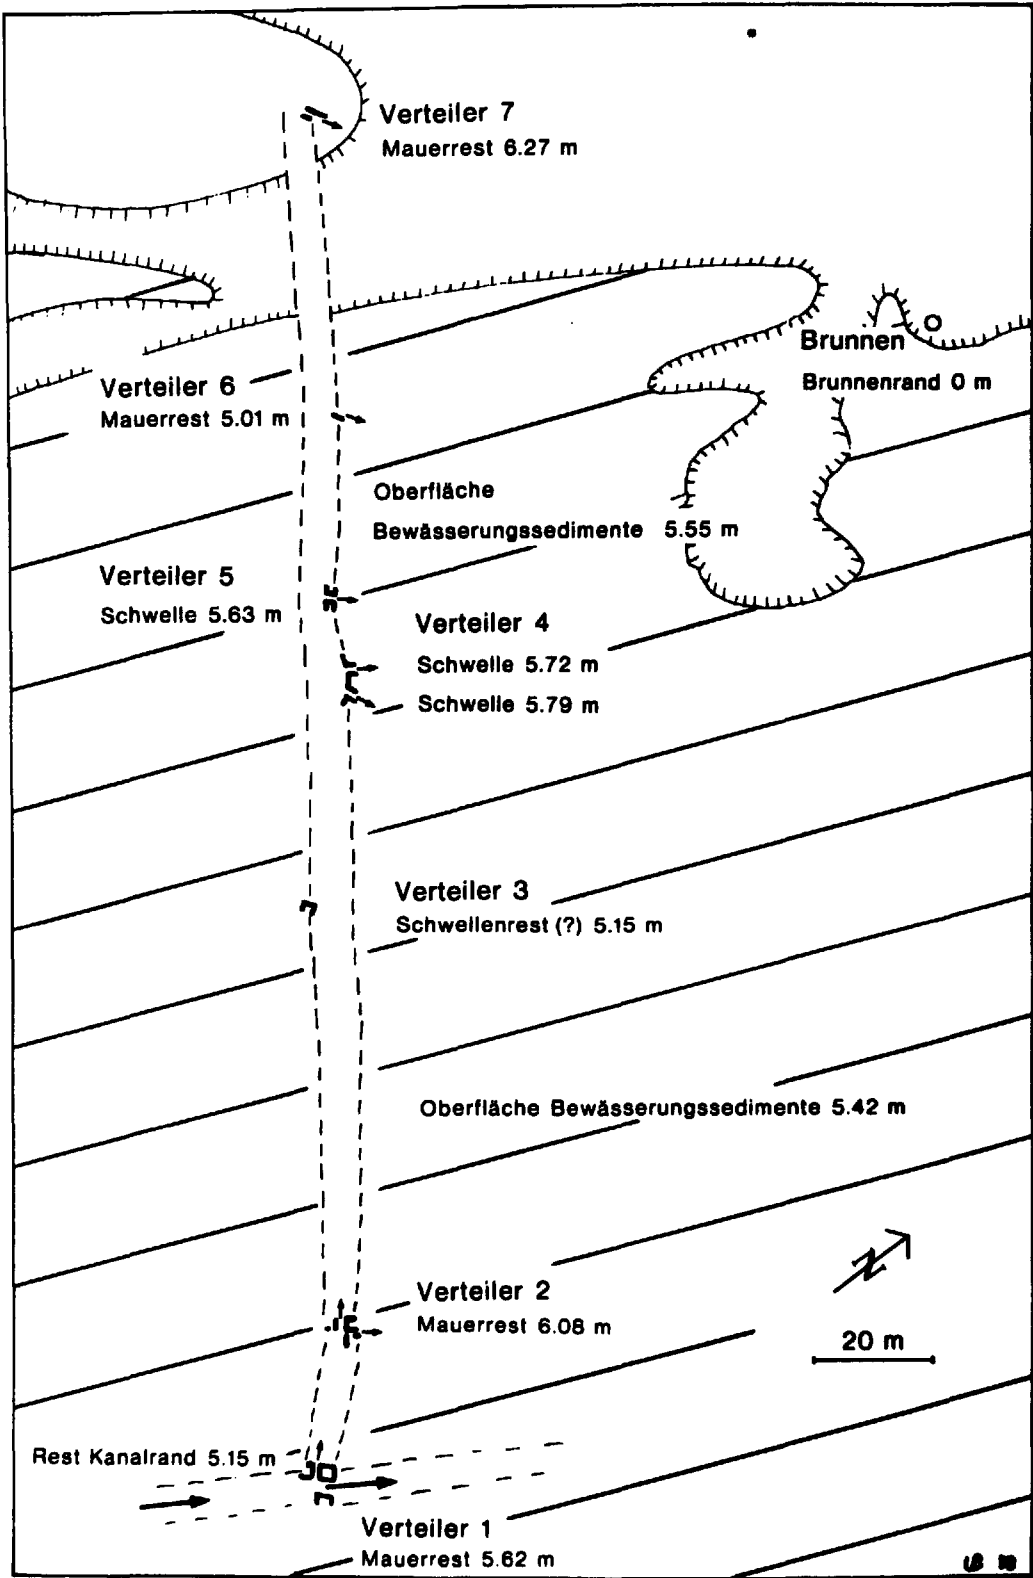 Verteiler 7
Mauerrest 6.27 m
Brunnen
Brunnenrand 0 m
Verteiler 6
Mauerrest 5.01 m
Oberfläche
Bewässerungssedimente 5.55 m
Verteiler 5
Schwelle 5.63 m
Verteiler 4
Schwelle 5.72 m
Schwelle 5.79 m
Verteiler 3
Schwellenrest (?) 5.15 m
Oberfläche Bewässerungssedimente 5.42 m
N
Verteiler 2
Mauerrest 6.08 m
20 m
Rest Kanalrand 5.15 m
Verteiler 1
Mauerrest 5.62 m